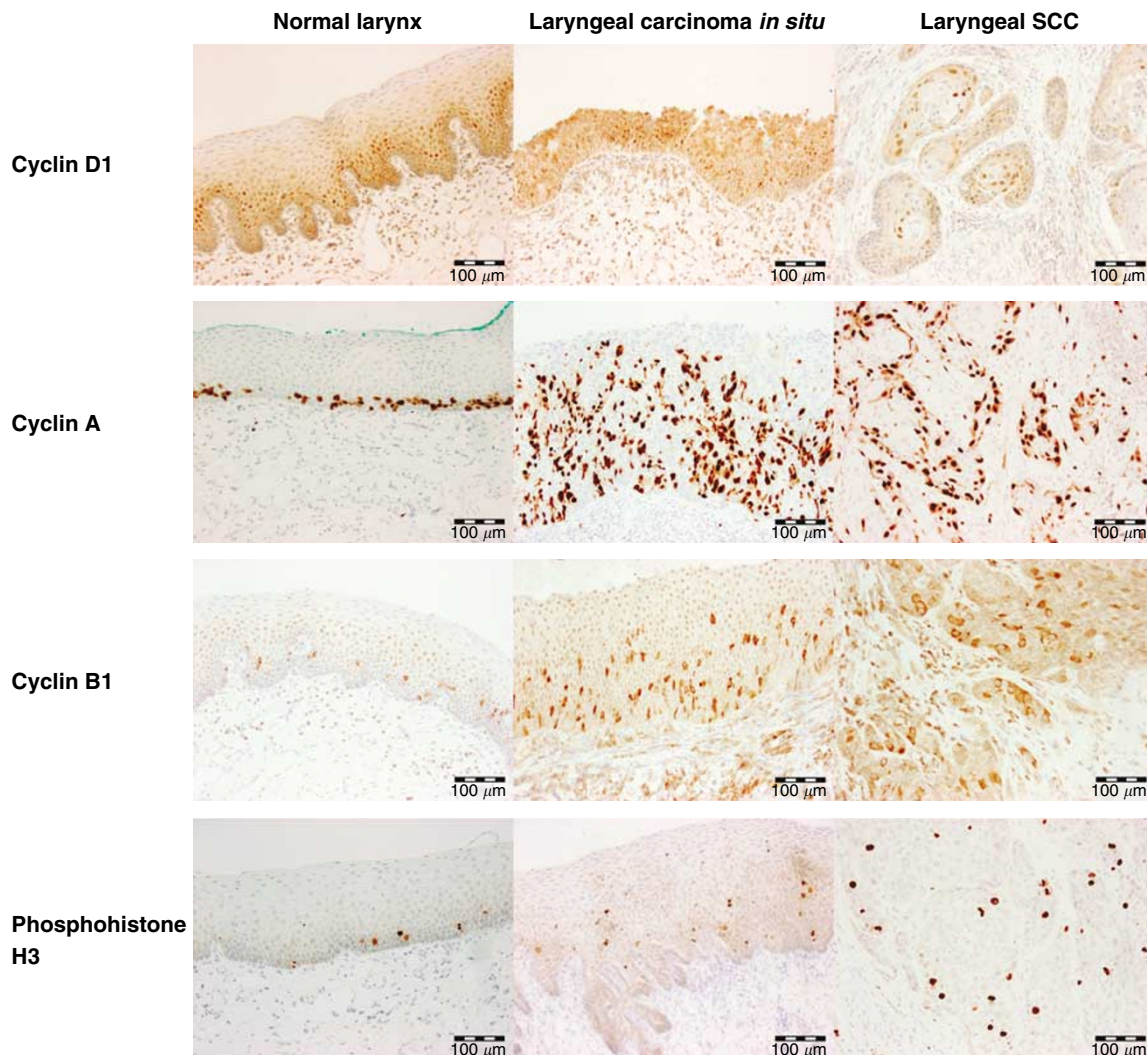 Normal larynx
Laryngeal carcinoma in situ
Laryngeal SCC
Cyclin D1
100 μm
100 μm
100 μm
Cyclin A
100 μm
100 μm
100 μm
Cyclin B1
100 μm
100 μm
100 μm
Phosphohistone
H3
100 μm
100 μm
100 μm